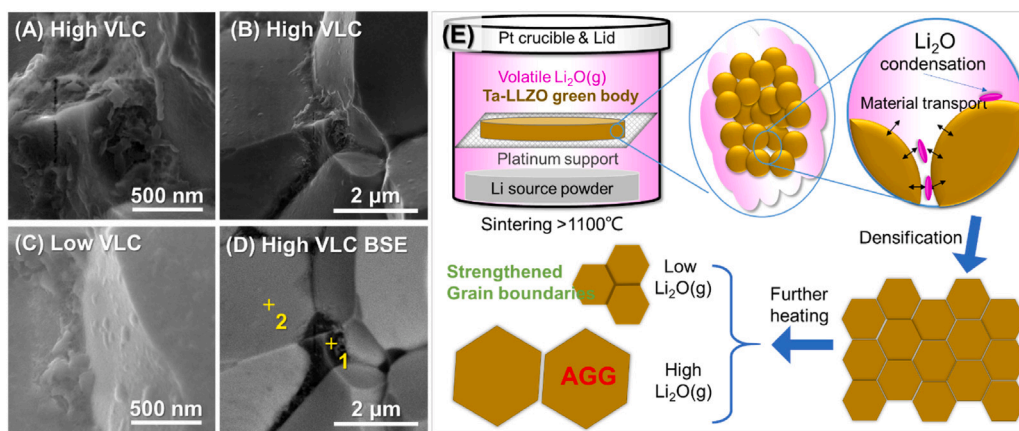 (A) High VLC
500 nm
(B) High VLC
2 µm
(C) Low VLC
500 nm
(D) High VLC BSE
2
1
2 µm
(E)
Pt crucible & Lid
Volatile Li₂O(g)
Ta-LLZO green body
Platinum support
Li source powder
Sintering >1100℃
Li₂O
condensation
Material transport
Densification
Further
heating
Strengthened
Grain boundaries
Low
Li₂O(g)
AGG
High
Li₂O(g)